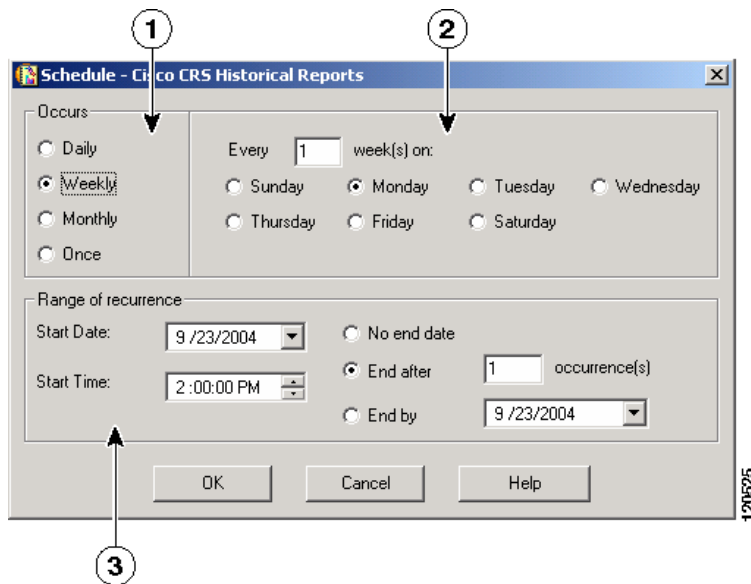 1 2
Schedule - Cisco CRS Historical Reports
Occurs
Daily
Weekly
Monthly
Once
Every 1 week(s) on:
Sunday Monday Tuesday Wednesday
Thursday Friday Saturday
Range of recurrence
Start Date: 9 /23/2004
Start Time: 2 :00:00 PM
No end date
End after 1 occurrence(s)
End by 9 /23/2004
OK Cancel Help
120525
3